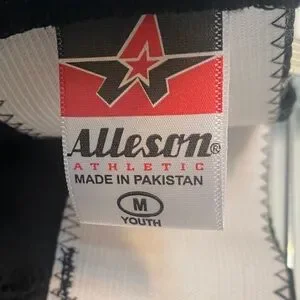 Alleson®
ATHLETIC
MADE IN PAKISTAN
M
YOUTH